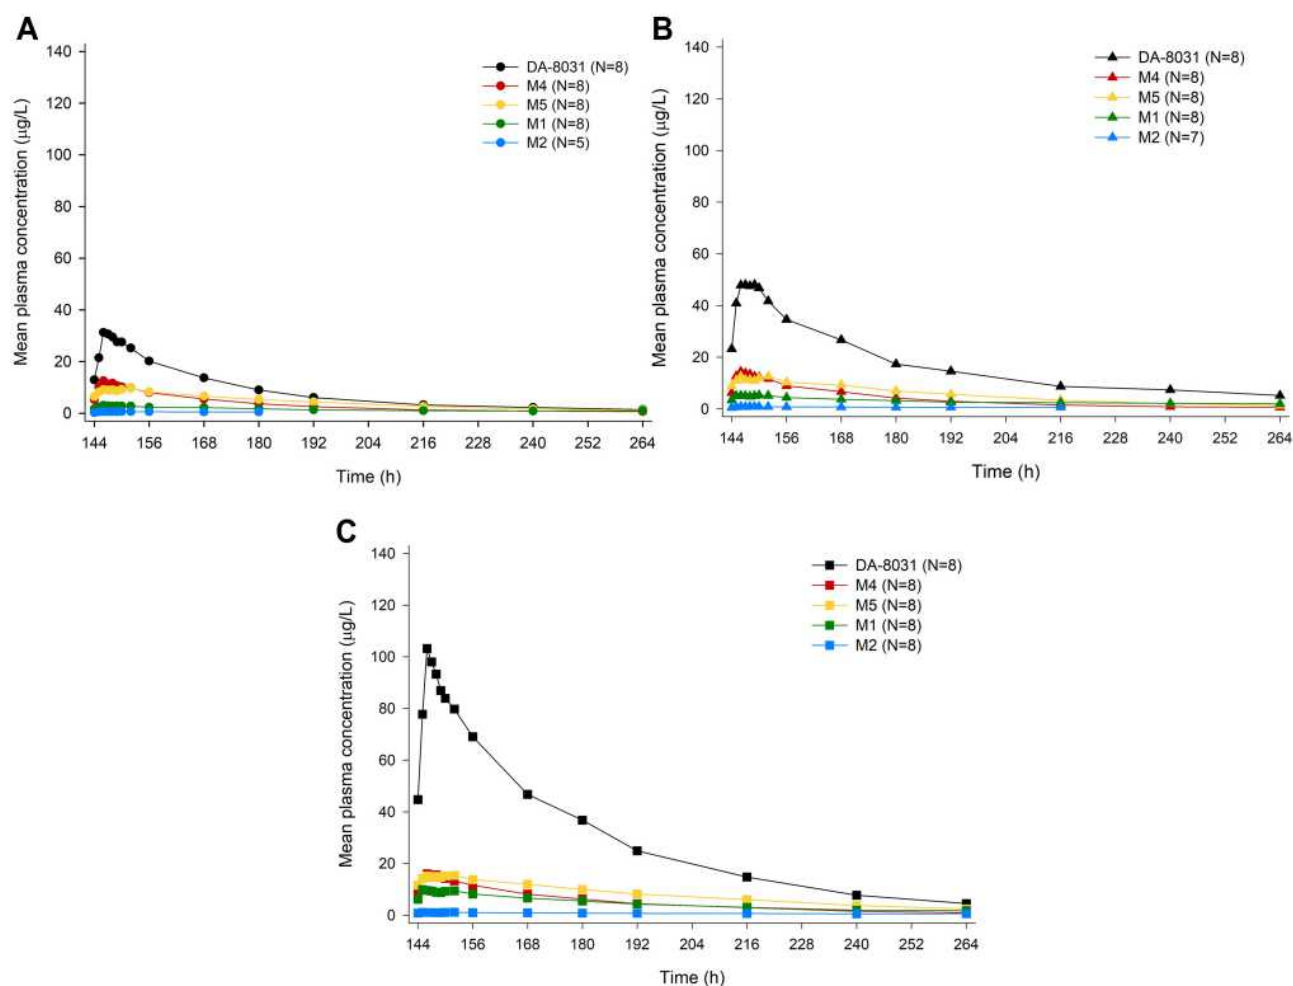 A
Mean plasma concentration (µg/L)
140
120
100
80
60
40
20
0
144 156 168 180 192 204 216 228 240 252 264
Time (h)
DA-8031 (N=8)
M4 (N=8)
M5 (N=8)
M1 (N=8)
M2 (N=5)
B
Mean plasma concentration (µg/L)
140
120
100
80
60
40
20
0
144 156 168 180 192 204 216 228 240 252 264
Time (h)
DA-8031 (N=8)
M4 (N=8)
M5 (N=8)
M1 (N=8)
M2 (N=7)
C
Mean plasma concentration (µg/L)
140
120
100
80
60
40
20
0
144 156 168 180 192 204 216 228 240 252 264
Time (h)
DA-8031 (N=8)
M4 (N=8)
M5 (N=8)
M1 (N=8)
M2 (N=8)